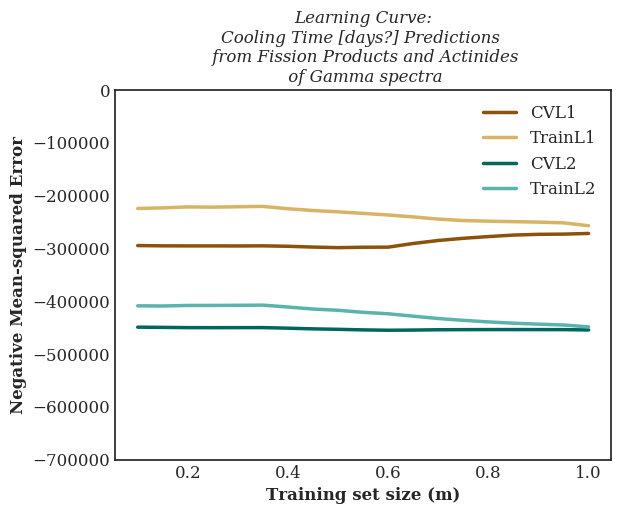 Learning Curve:
Cooling Time [days?] Predictions
from Fission Products and Actinides
of Gamma spectra
0
−100000
−200000
−300000
−400000
−500000
−600000
−700000
Negative Mean-squared Error
CVL1
TrainL1
CVL2
TrainL2
0.2 0.4 0.6 0.8 1.0
Training set size (m)